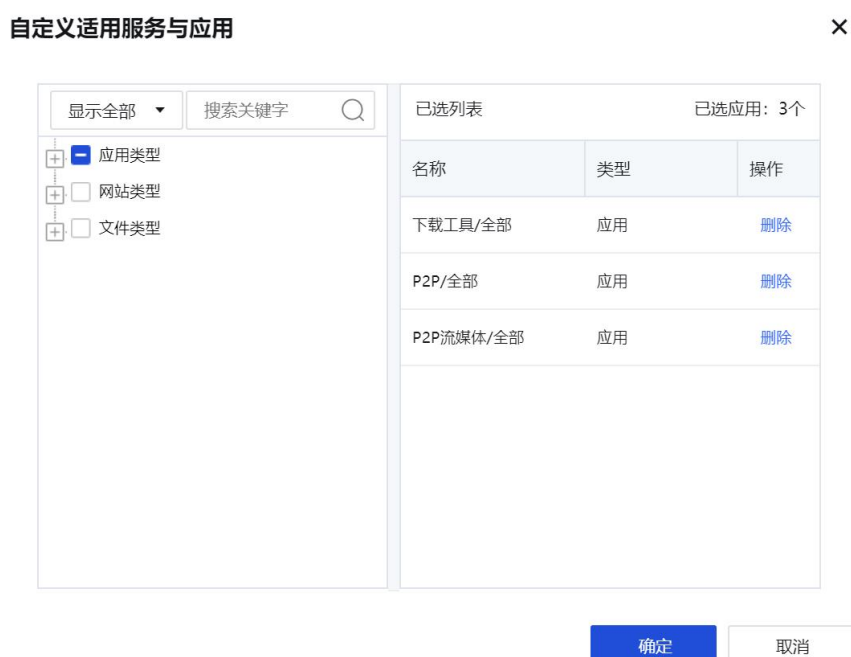 自定义适用服务与应用
显示全部
搜索关键字
应用类型
网站类型
文件类型
已选列表 已选应用：3个
名称 类型 操作
下载工具/全部 应用 删除
P2P/全部 应用 删除
P2P流媒体/全部 应用 删除
确定 取消